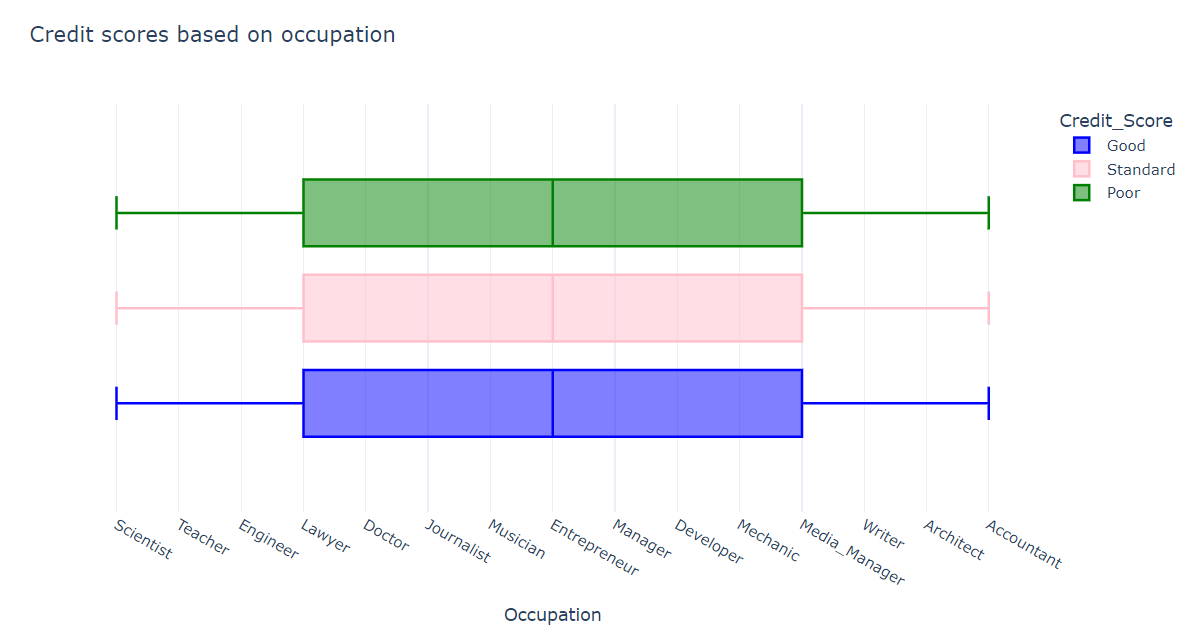 Credit scores based on occupation
Credit_Score
Good
Standard
Poor
Scientist
Teacher
Engineer
Lawyer
Doctor
Journalist
Musician
Entrepreneur
Manager
Developer
Mechanic
Media_Manager
Writer
Architect
Accountant
Occupation